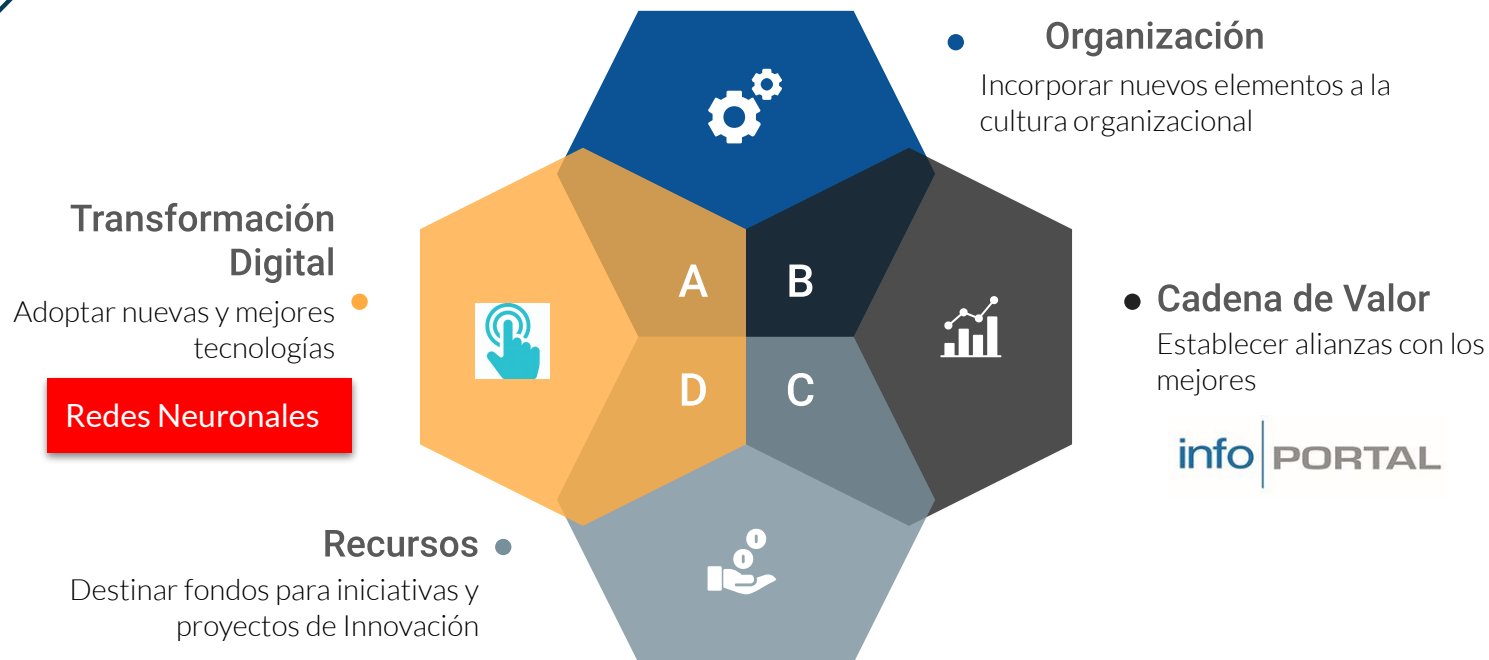 Organización
Incorporar nuevos elementos a la
cultura organizacional
Transformación
Digital
Adoptar nuevas y mejores
tecnologías
Redes Neuronales
A
B
D
C
Cadena de Valor
Establecer alianzas con los
mejores
info PORTAL
Recursos
Destinar fondos para iniciativas y
proyectos de Innovación